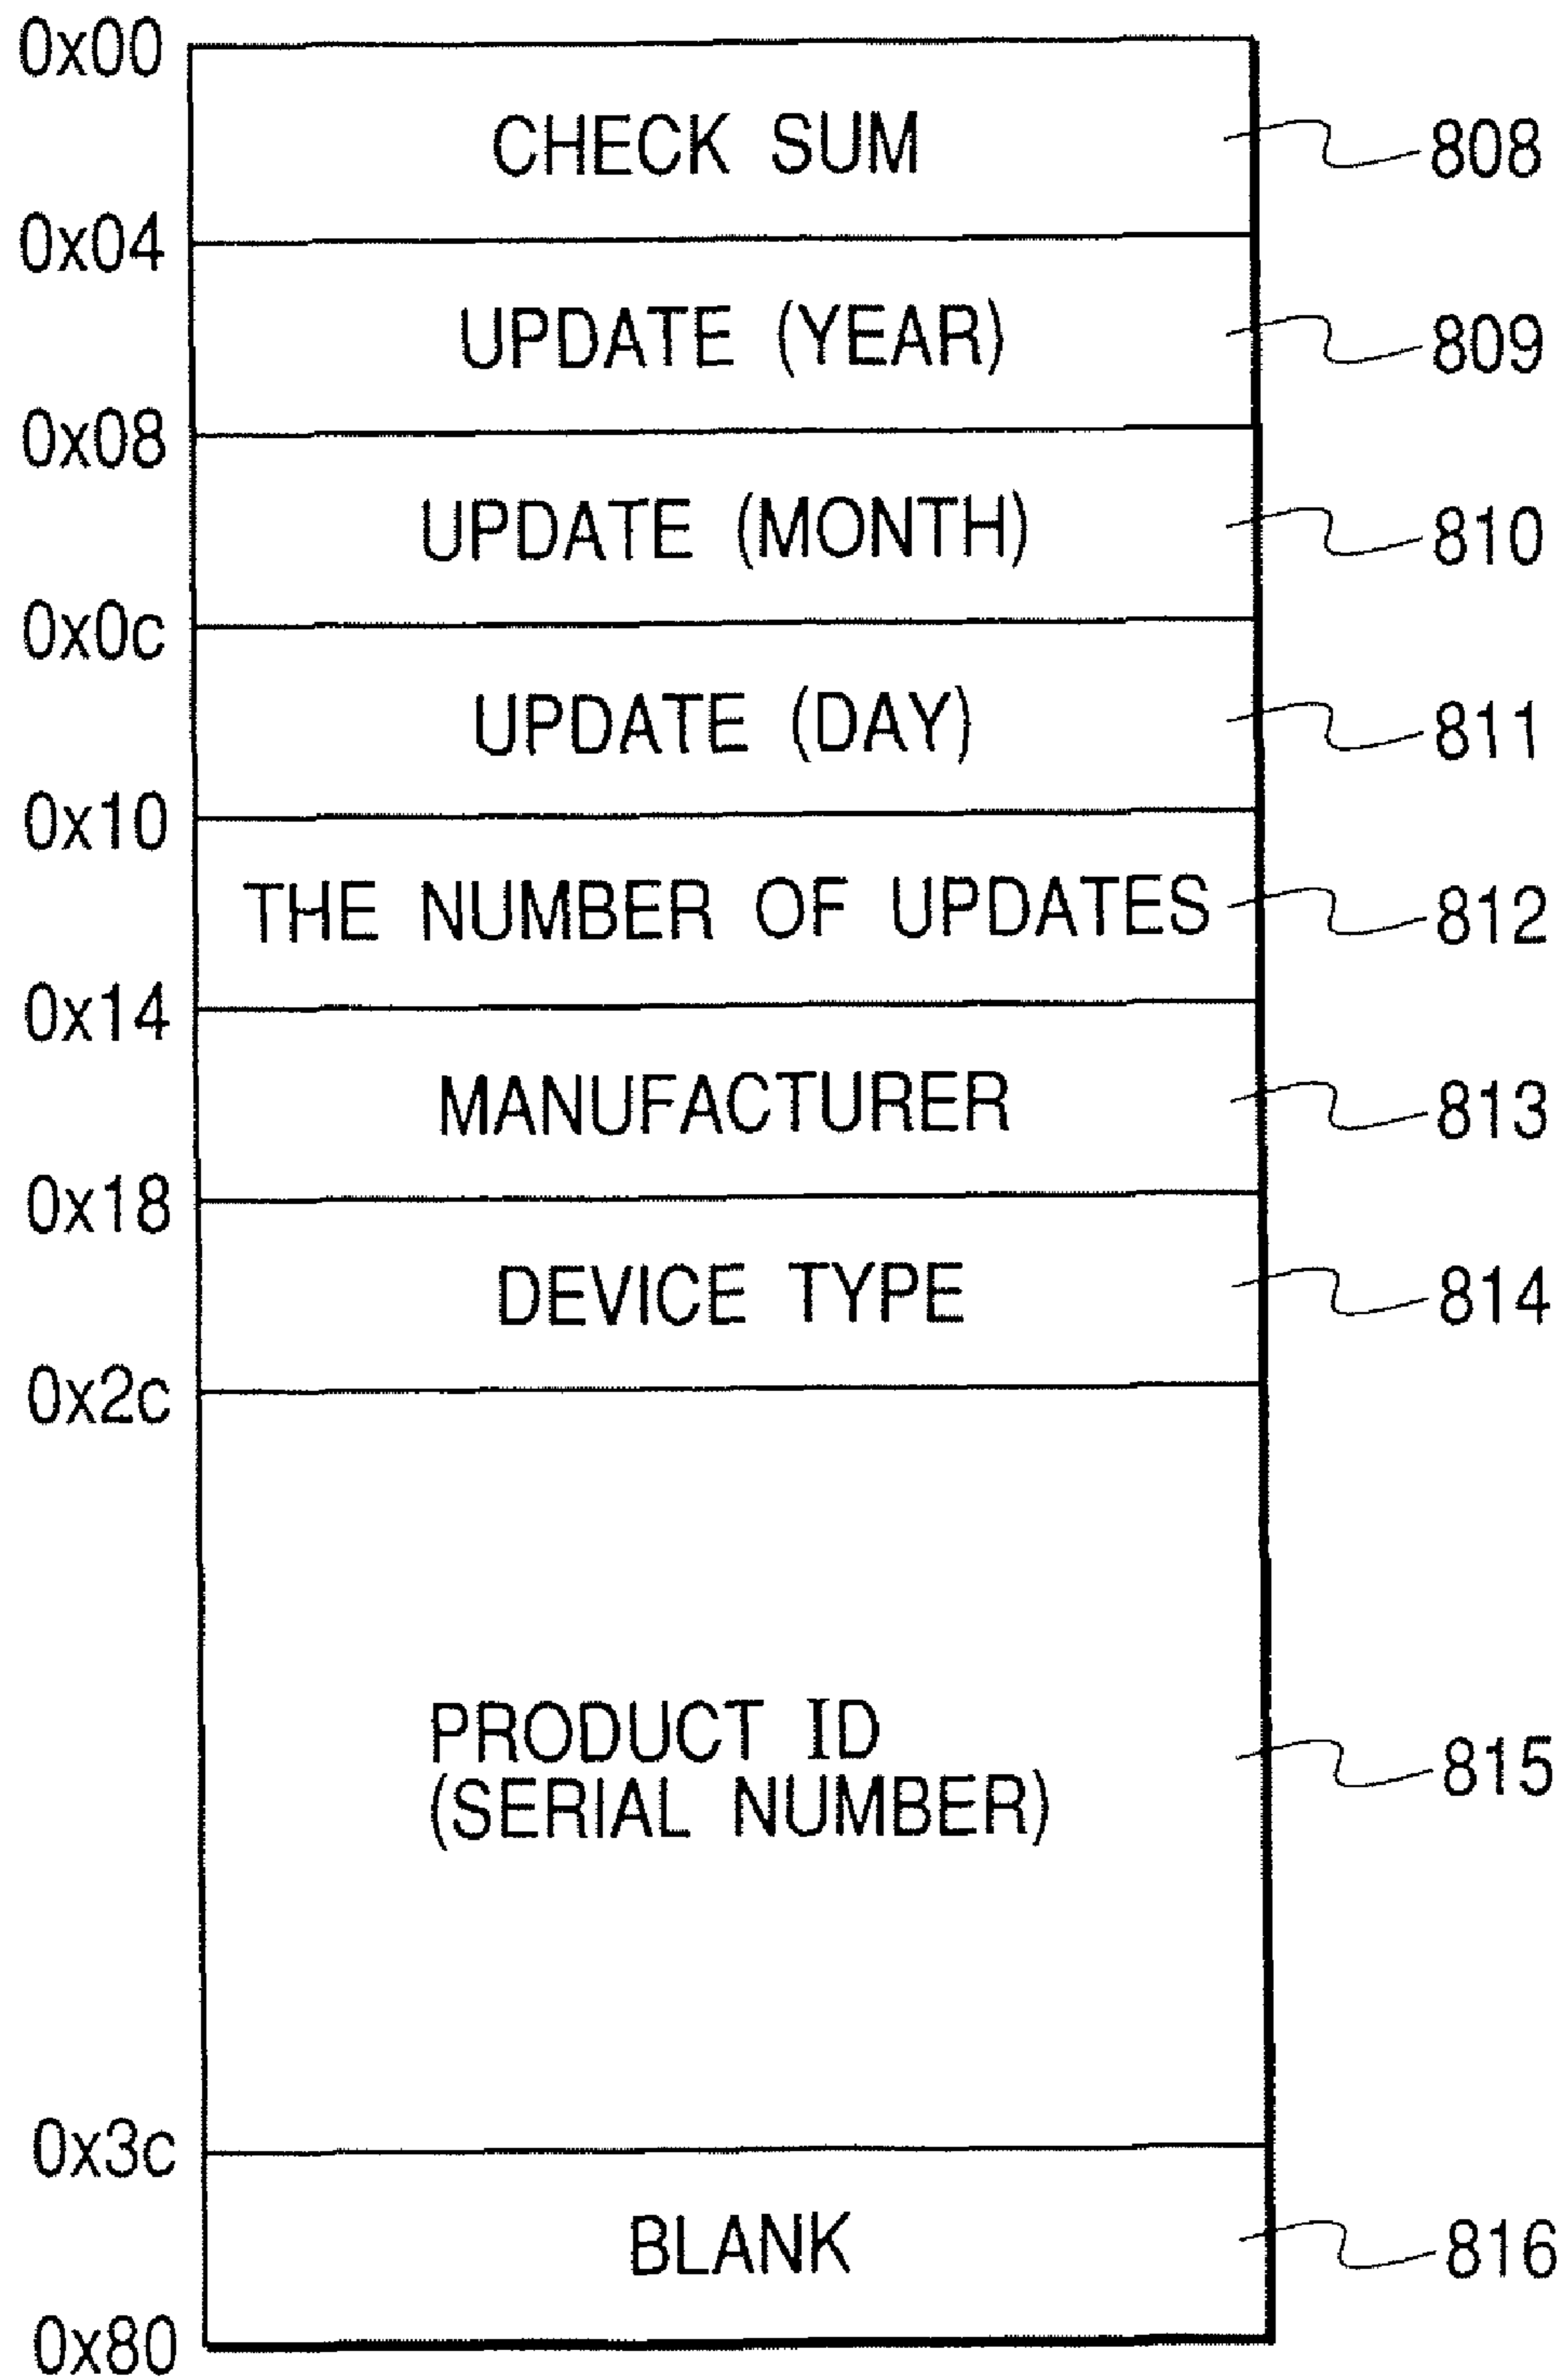 0x00
CHECK SUM 808
0x04
UPDATE (YEAR) 809
0x08
UPDATE (MONTH) 810
0x0c
UPDATE (DAY) 811
0x10
THE NUMBER OF UPDATES 812
0x14
MANUFACTURER 813
0x18
DEVICE TYPE 814
0x2c
PRODUCT ID
(SERIAL NUMBER) 815
0x3c
BLANK 816
0x80